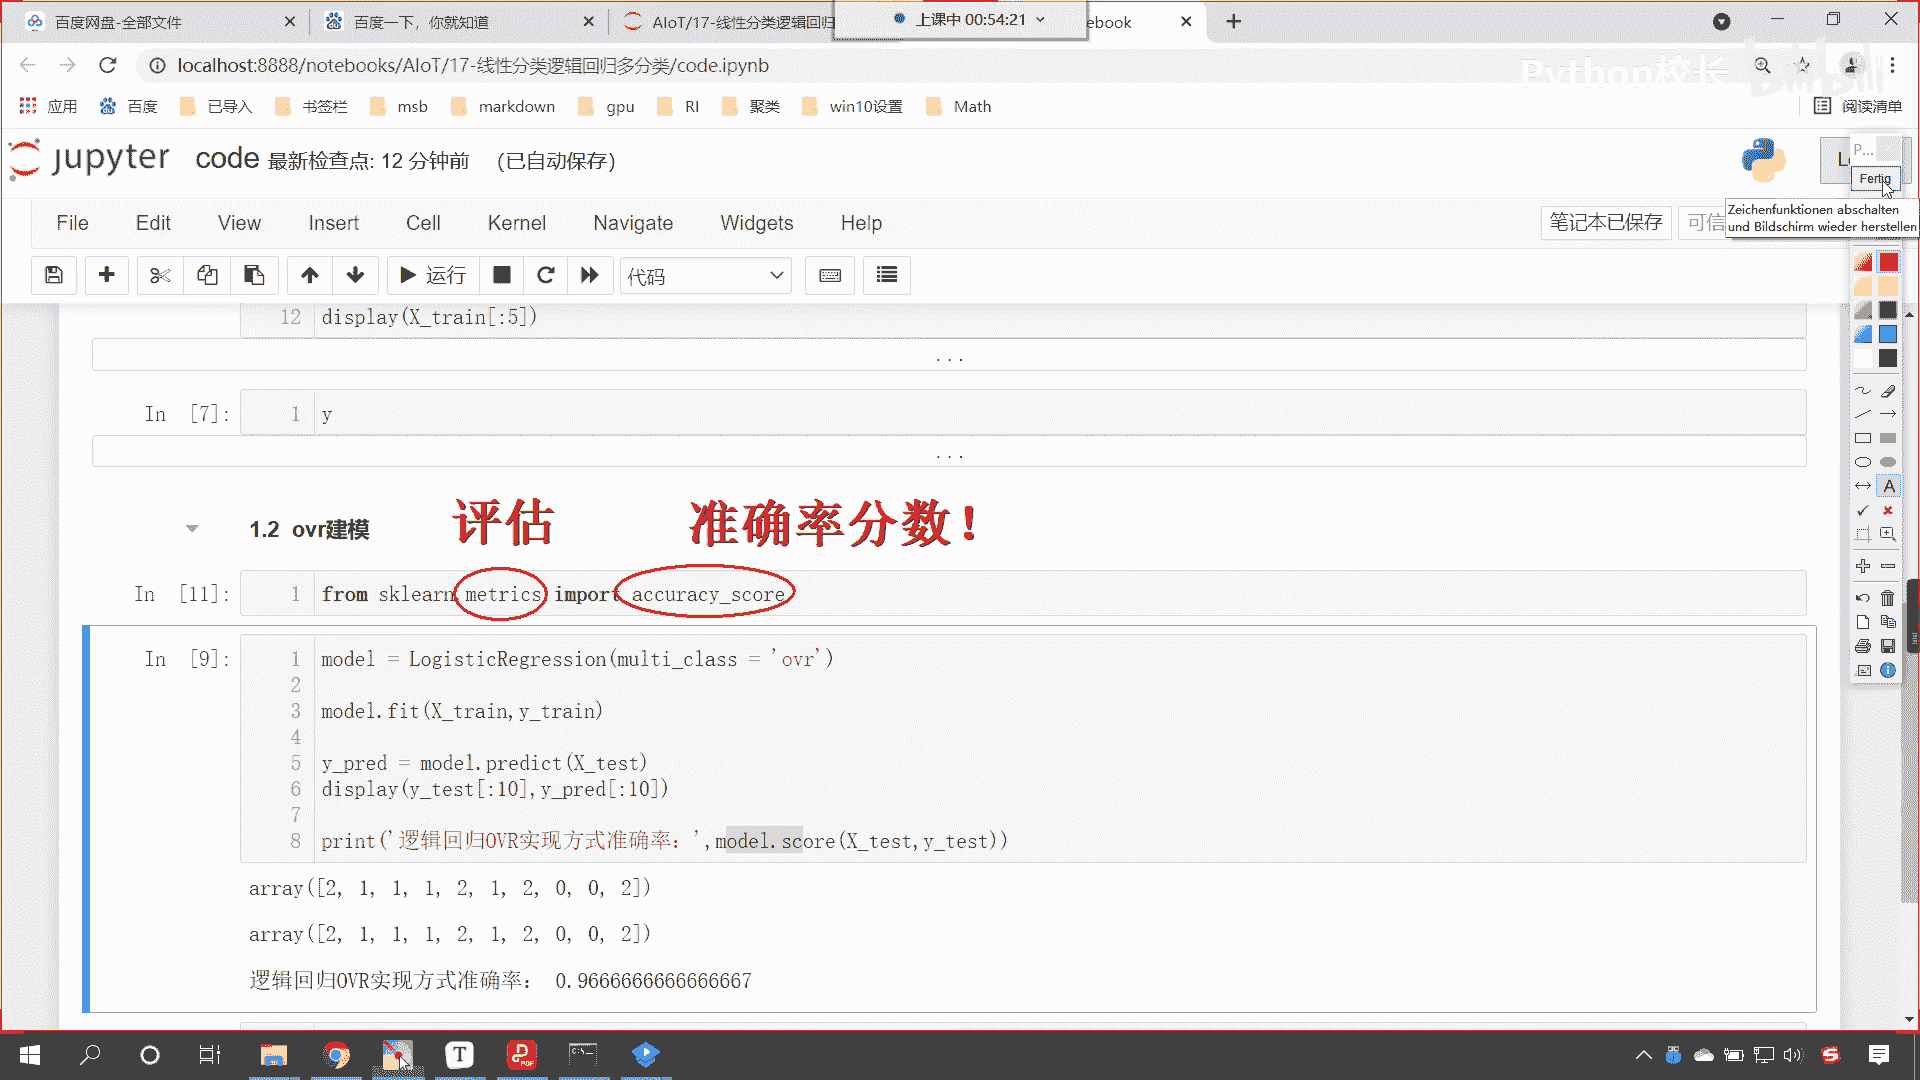 百度网盘-全部文件
百度一下，你就知道
AIoT/17-线性分类逻辑回归
上课中 00:54:21
ebook
localhost:8888/notebooks/AIoT/17-线性分类逻辑回归多分类/code.ipynb
Python校长
bilibili
应用
百度
已导入
书签栏
msb
markdown
gpu
RI
聚类
win10设置
Math
阅读清单
jupyter
code 最新检查点: 12 分钟前 (已自动保存)
P...
Fertig
Zeichenfunktionen abschalten
und Bildschirm wieder herstellen
File Edit View Insert Cell Kernel Navigate Widgets Help
笔记本已保存
可信
运行
代码
12 display(X_train[:5])
...
In [7]: 1 y
...
评估 准确率分数！
1.2 ovr建模
In [11]: 1 from sklearn metrics import accuracy_score
In [9]: 1 model = LogisticRegression(multi_class = 'ovr')
2
3 model.fit(X_train,y_train)
4
5 y_pred = model.predict(X_test)
6 display(y_test[:10],y_pred[:10])
7
8 print('逻辑回归OVR实现方式准确率：',model.score(X_test,y_test))
array([2, 1, 1, 1, 2, 1, 2, 0, 0, 2])
array([2, 1, 1, 1, 2, 1, 2, 0, 0, 2])
逻辑回归OVR实现方式准确率： 0.9666666666666667